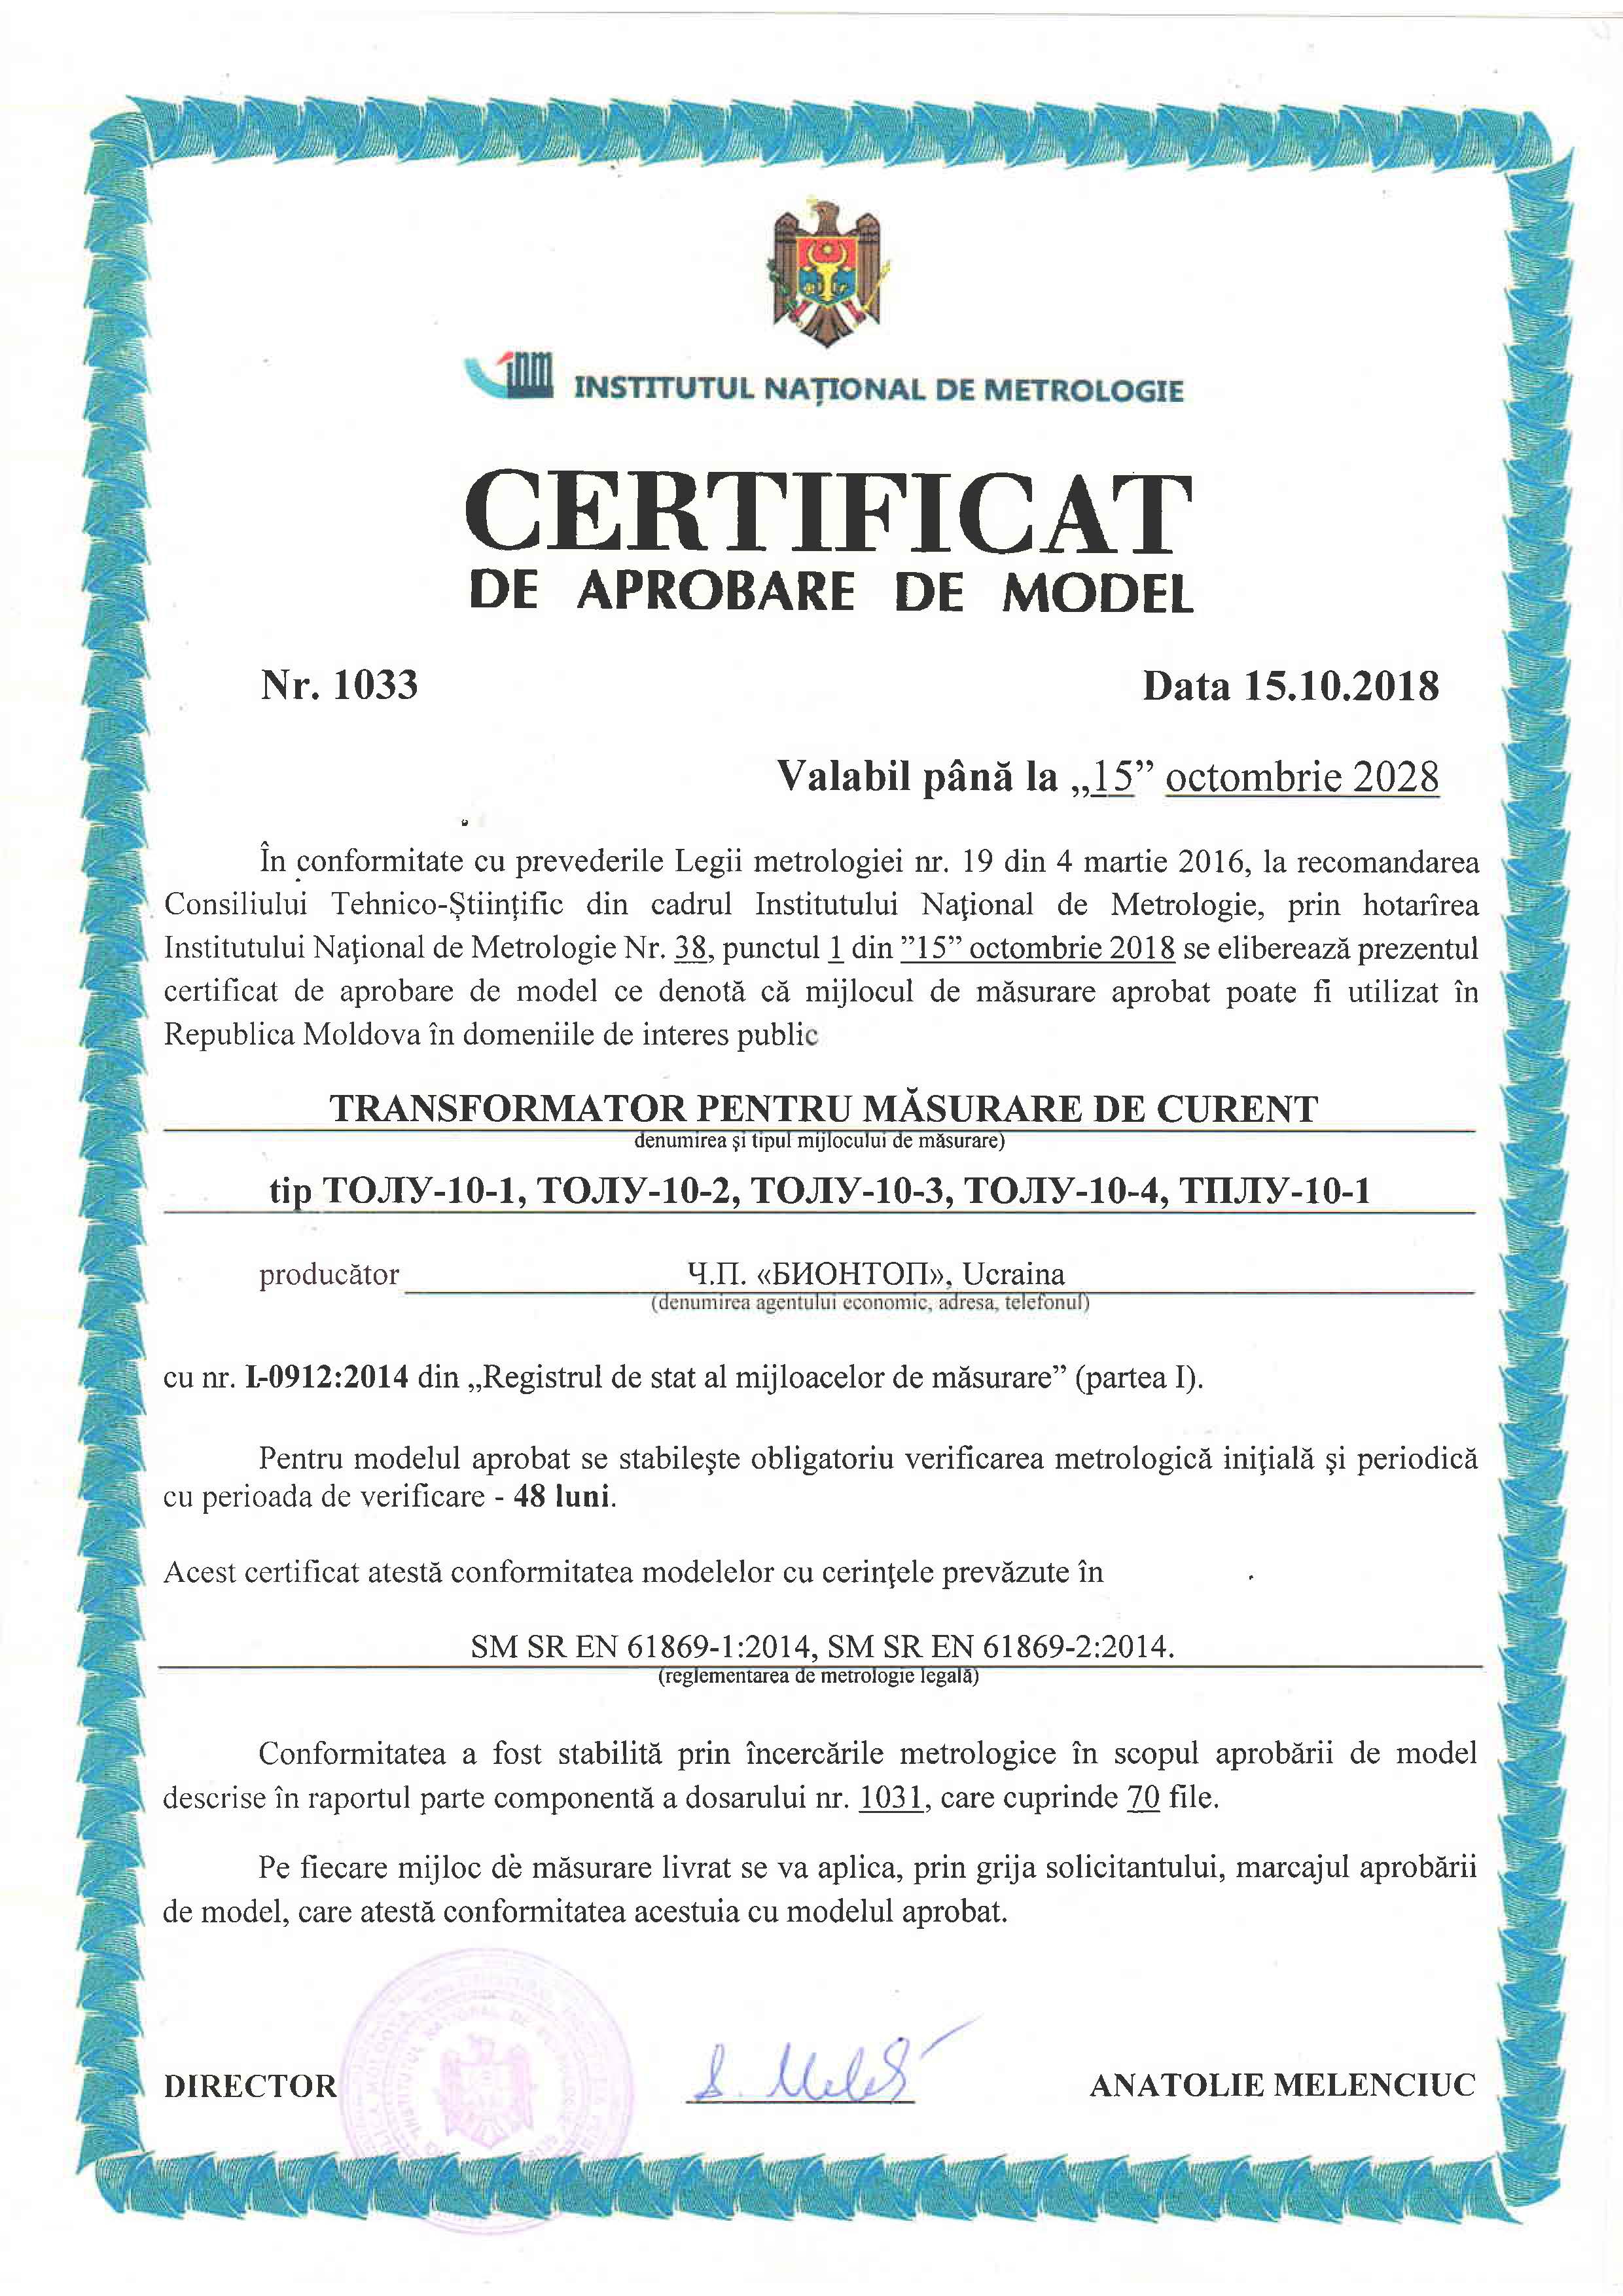 inm INSTITUTUL NAȚIONAL DE METROLOGIE
CERTIFICAT
DE APROBARE DE MODEL
Nr. 1033 Data 15.10.2018
Valabil până la „15” octombrie 2028
În conformitate cu prevederile Legii metrologiei nr. 19 din 4 martie 2016, la recomandarea
Consiliului Tehnico-Științific din cadrul Institutului Naţional de Metrologie, prin hotarîrea
Institutului Naţional de Metrologie Nr. 38, punctul 1 din ”15” octombrie 2018 se eliberează prezentul
certificat de aprobare de model ce denotă că mijlocul de măsurare aprobat poate fi utilizat în
Republica Moldova în domeniile de interes public
TRANSFORMATOR PENTRU MĂSURARE DE CURENT
denumirea şi tipul mijlocului de măsurare)
tip ТОЛУ-10-1, ТОЛУ-10-2, ТОЛУ-10-3, ТОЛУ-10-4, ТПЛУ-10-1
producător Ч.П. «БИОНТОП», Ucraina
(denumirea agentului economic, adresa, telefonul)
cu nr. I-0912:2014 din „Registrul de stat al mijloacelor de măsurare” (partea I).
Pentru modelul aprobat se stabileşte obligatoriu verificarea metrologică iniţială şi periodică
cu perioada de verificare - 48 luni.
Acest certificat atestă conformitatea modelelor cu cerinţele prevăzute în
SM SR EN 61869-1:2014, SM SR EN 61869-2:2014.
(reglementarea de metrologie legală)
Conformitatea a fost stabilită prin încercările metrologice în scopul aprobării de model
descrise în raportul parte componentă a dosarului nr. 1031, care cuprinde 70 file.
Pe fiecare mijloc de măsurare livrat se va aplica, prin grija solicitantului, marcajul aprobării
de model, care atestă conformitatea acestuia cu modelul aprobat.
DIRECTOR ANATOLIE MELENCIUC